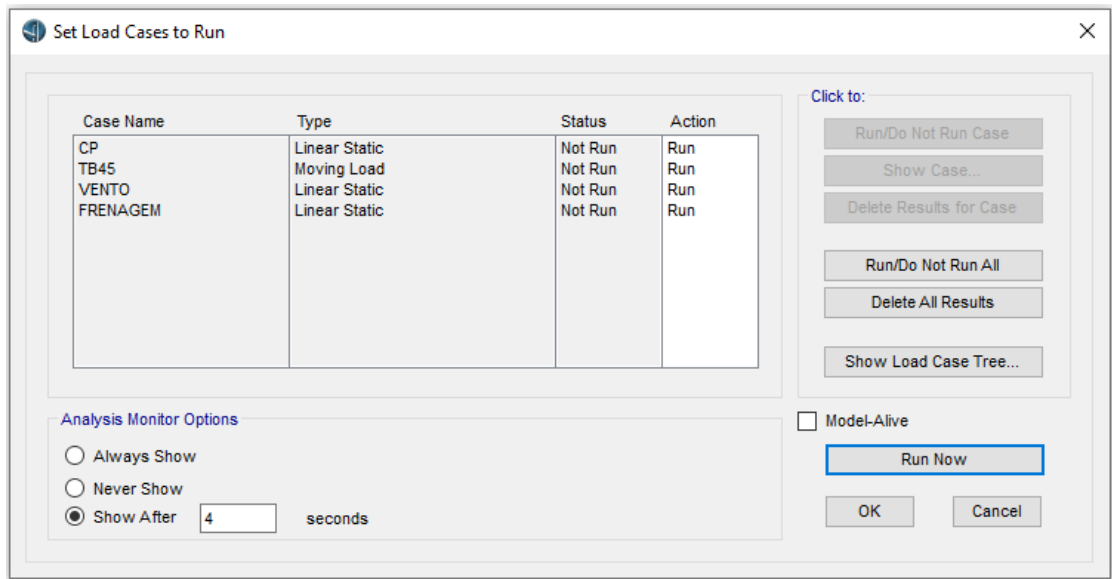 Set Load Cases to Run
Case Name Type Status Action
CP Linear Static Not Run Run
TB45 Moving Load Not Run Run
VENTO Linear Static Not Run Run
FRENAGEM Linear Static Not Run Run
Click to:
Run/Do Not Run Case
Show Case...
Delete Results for Case
Run/Do Not Run All
Delete All Results
Show Load Case Tree...
Analysis Monitor Options
Always Show
Never Show
Show After 4 seconds
Model-Alive
Run Now
OK Cancel